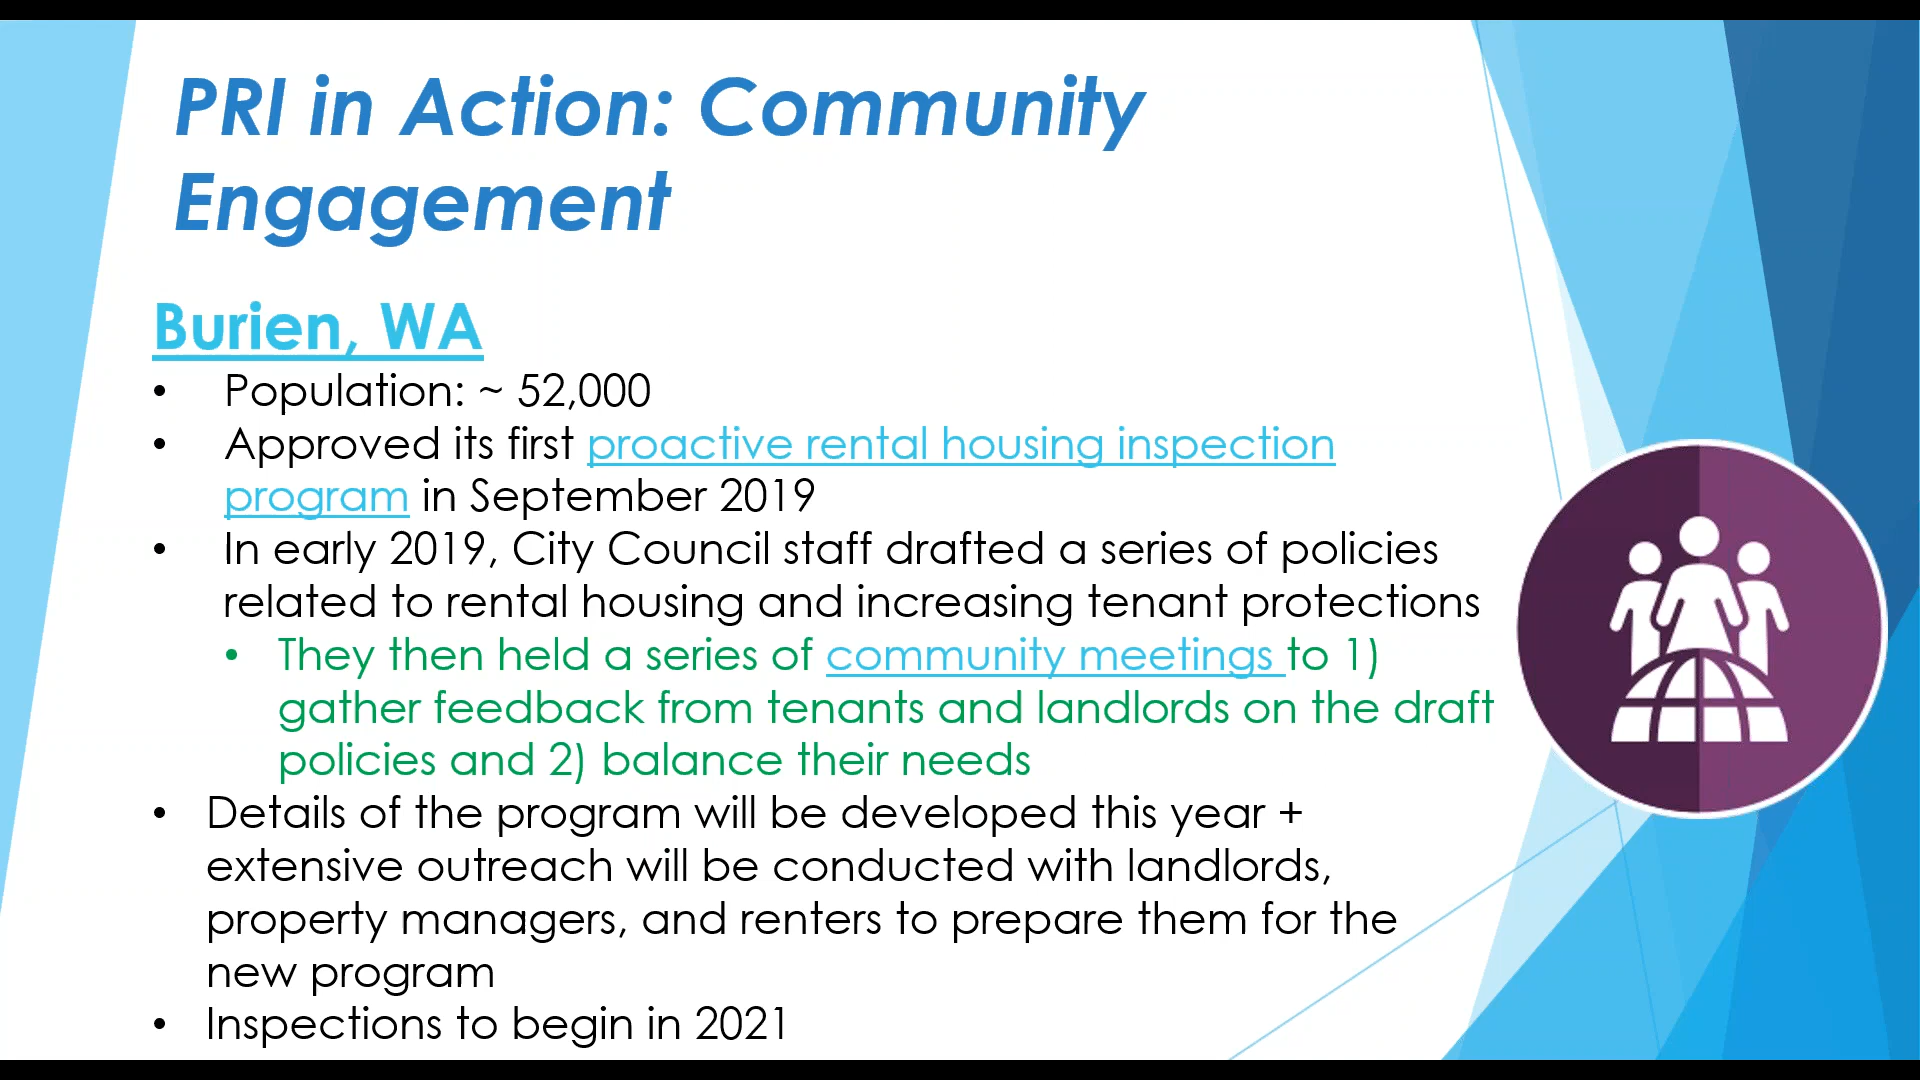 PRI in Action: Community
Engagement
Burien, WA
• Population: ~ 52,000
• Approved its first proactive rental housing inspection
program in September 2019
• In early 2019, City Council staff drafted a series of policies
related to rental housing and increasing tenant protections
• They then held a series of community meetings to 1)
gather feedback from tenants and landlords on the draft
policies and 2) balance their needs
• Details of the program will be developed this year +
extensive outreach will be conducted with landlords,
property managers, and renters to prepare them for the
new program
• Inspections to begin in 2021